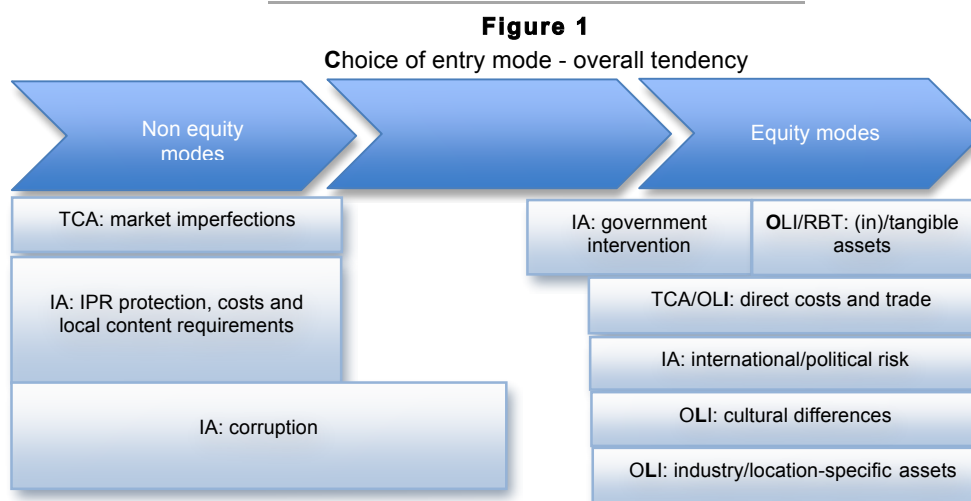 Figure 1
Choice of entry mode - overall tendency
Non equity
modes
Equity modes
TCA: market imperfections
IA: IPR protection, costs and
local content requirements
IA: corruption
IA: government
intervention
OLI/RBT: (in)/tangible
assets
TCA/OLI: direct costs and trade
IA: international/political risk
OLI: cultural differences
OLI: industry/location-specific assets